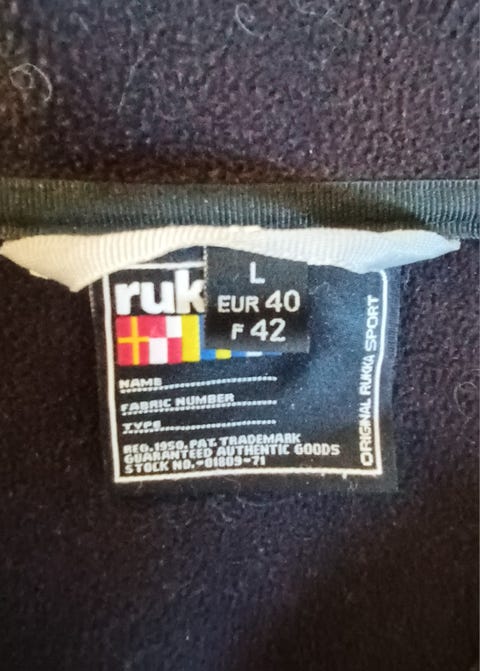 ruk
L
EUR 40
F 42
NAME
FABRIC NUMBER
TYPE
REG.1950.PAT.TRADEMARK
GUARANTEED AUTHENTIC GOODS
STOCK NO.-01809-71
ORIGINAL RUKKA SPORT